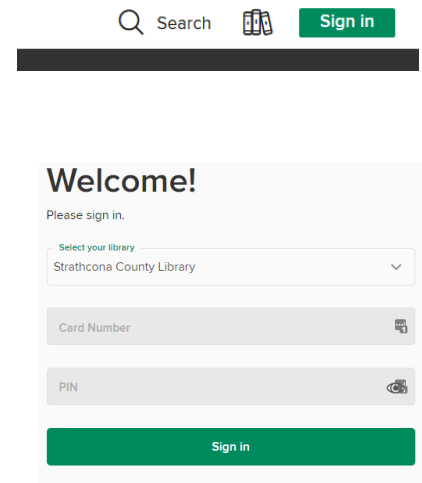 Search Sign in
Welcome!
Please sign in.
Select your library
Strathcona County Library
Card Number
PIN
Sign in